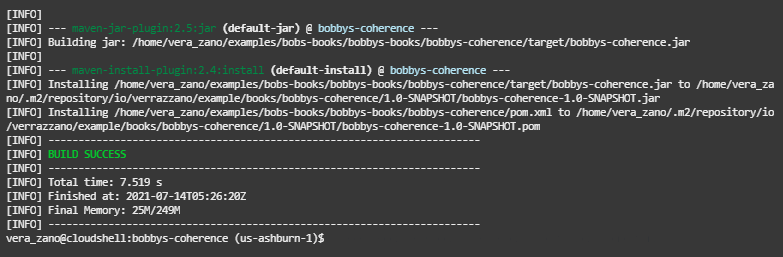 [INFO]
[INFO] --- maven-jar-plugin:2.5:jar (default-jar) @ bobbys-coherence ---
[INFO] Building jar: /home/vera_zano/examples/bobs-books/bobbys-books/bobbys-coherence/target/bobbys-coherence.jar
[INFO]
[INFO] --- maven-install-plugin:2.4:install (default-install) @ bobbys-coherence ---
[INFO] Installing /home/vera_zano/examples/bobs-books/bobbys-books/bobbys-coherence/target/bobbys-coherence.jar to /home/vera_za
no/.m2/repository/io/verrazzano/example/books/bobbys-coherence/1.0-SNAPSHOT/bobbys-coherence-1.0-SNAPSHOT.jar
[INFO] Installing /home/vera_zano/examples/bobs-books/bobbys-books/bobbys-coherence/pom.xml to /home/vera_zano/.m2/repository/io
/verrazzano/example/books/bobbys-coherence/1.0-SNAPSHOT/bobbys-coherence-1.0-SNAPSHOT.pom
[INFO] ------------------------------------------------------------------------
[INFO] BUILD SUCCESS
[INFO] ------------------------------------------------------------------------
[INFO] Total time: 7.519 s
[INFO] Finished at: 2021-07-14T05:26:20Z
[INFO] Final Memory: 25M/249M
[INFO] ------------------------------------------------------------------------
vera_zano@cloudshell:bobbys-coherence (us-ashburn-1)$